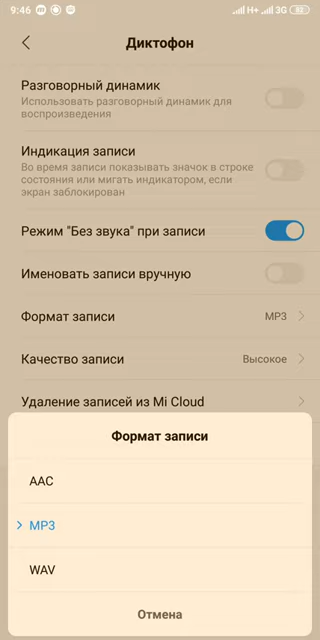 9:46 H+ 3G 82
Диктофон
Разговорный динамик
Использовать разговорный динамик для
воспроизведения
Индикация записи
Во время записи показывать значок в строке
состояния или мигать индикатором, если
экран заблокирован
Режим "Без звука" при записи
Именовать записи вручную
Формат записи MP3
Качество записи Высокое
Удаление записей из Mi Cloud
Формат записи
AAC
MP3
WAV
Отмена